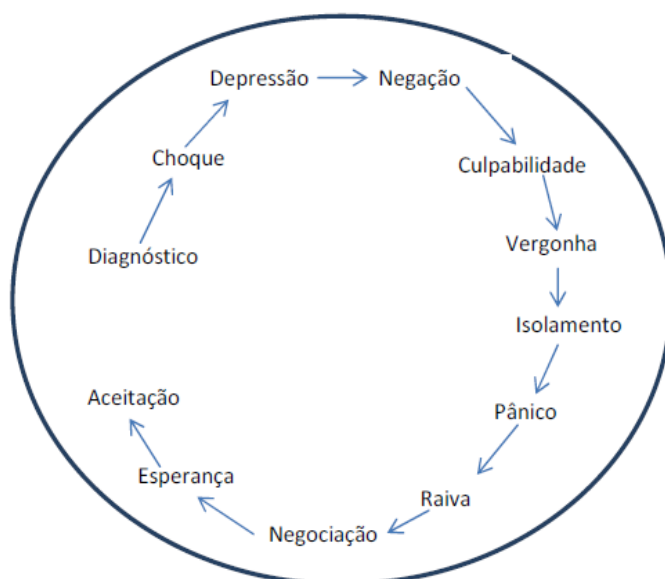 Depressão
Negação
Choque
Culpabilidade
Diagnóstico
Vergonha
Isolamento
Aceitação
Pânico
Esperança
Raiva
Negociação